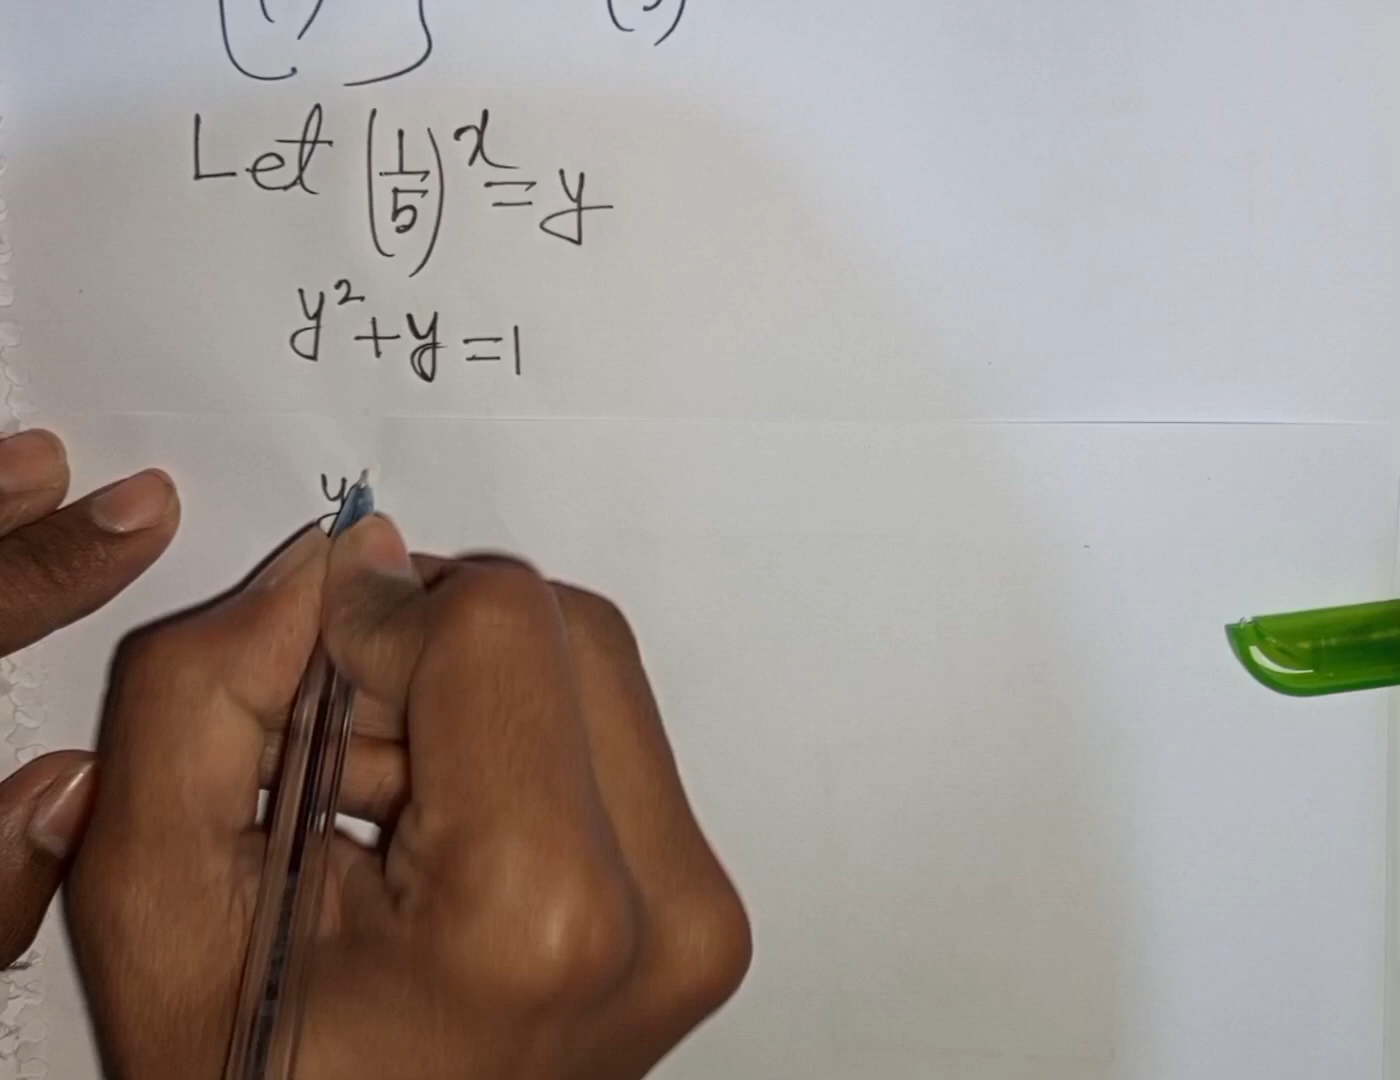 Let (1/5)^x = y
y² + y = 1
y